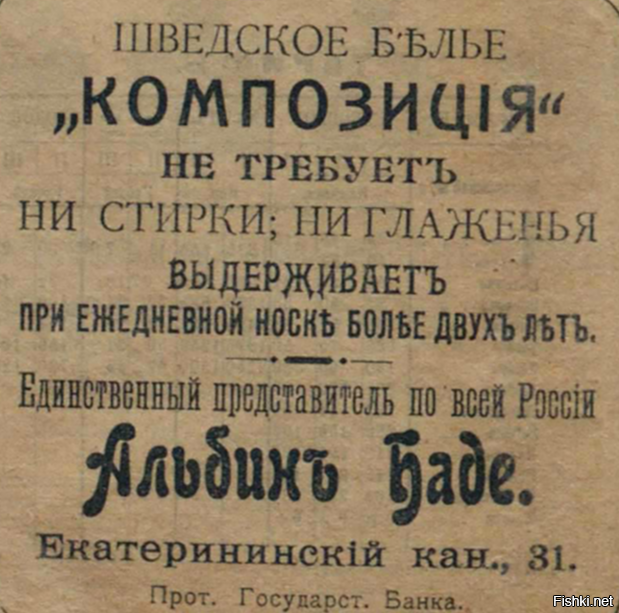 ШВЕДСКОЕ БѢЛЬЕ
„КОМПОЗИЦІЯ“
НЕ ТРЕБУЕТЪ
НИ СТИРКИ; НИ ГЛАЖЕНЬЯ
ВЫДЕРЖИВАЕТЪ
ПРИ ЕЖЕДНЕВНОЙ НОСКѢ БОЛѢЕ ДВУХЪ ЛѢТЪ.
Единственный представитель по всей Россіи
Альбинъ Баде.
Екатерининскій кан., 31.
Прот. Государст. Банка.
Fishki.net